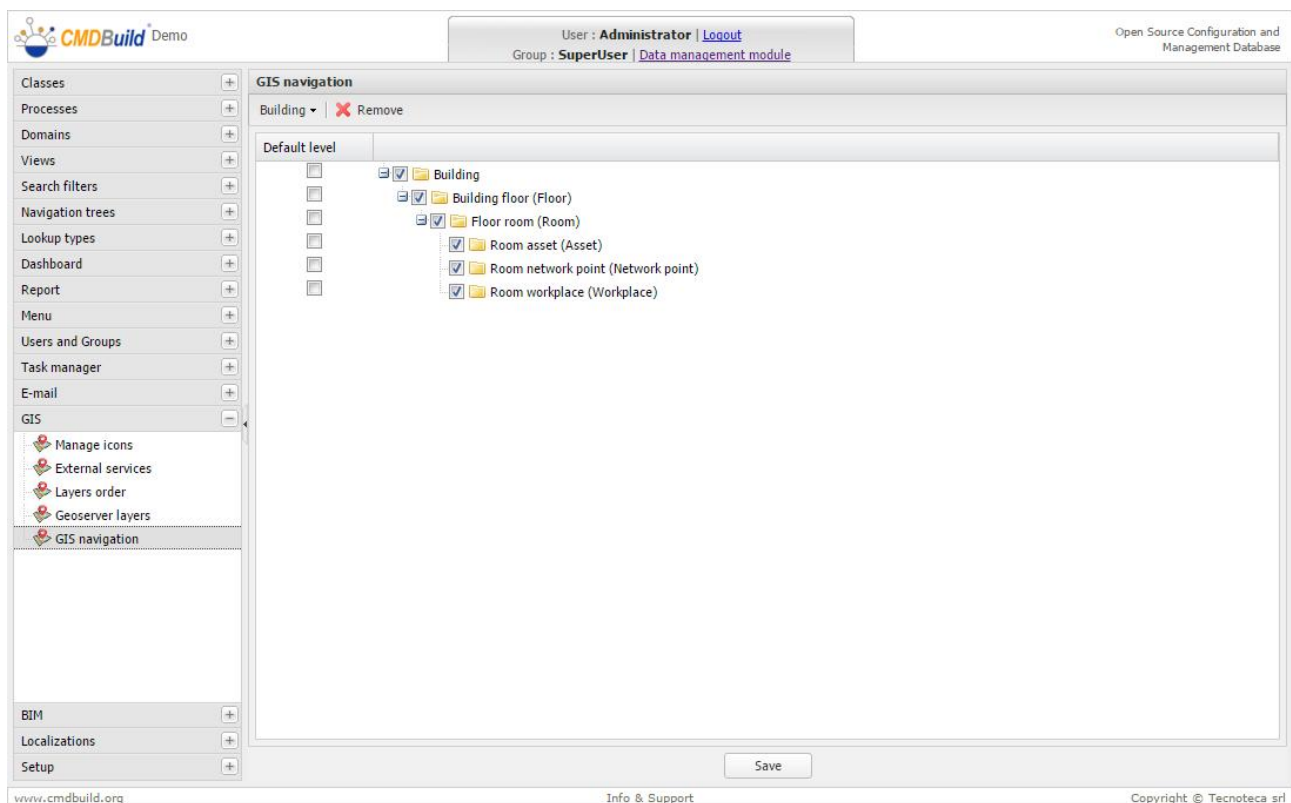 CMDBuild Demo
User : Administrator | Logout
Group : SuperUser | Data management module
Open Source Configuration and
Management Database
Classes
Processes
Domains
Views
Search filters
Navigation trees
Lookup types
Dashboard
Report
Menu
Users and Groups
Task manager
E-mail
GIS
Manage icons
External services
Layers order
Geoserver layers
GIS navigation
BIM
Localizations
Setup
GIS navigation
Building
Remove
Default level
Building
Building floor (Floor)
Floor room (Room)
Room asset (Asset)
Room network point (Network point)
Room workplace (Workplace)
Save
www.cmdbuild.org
Info & Support
Copyright © Tecnoteca srl